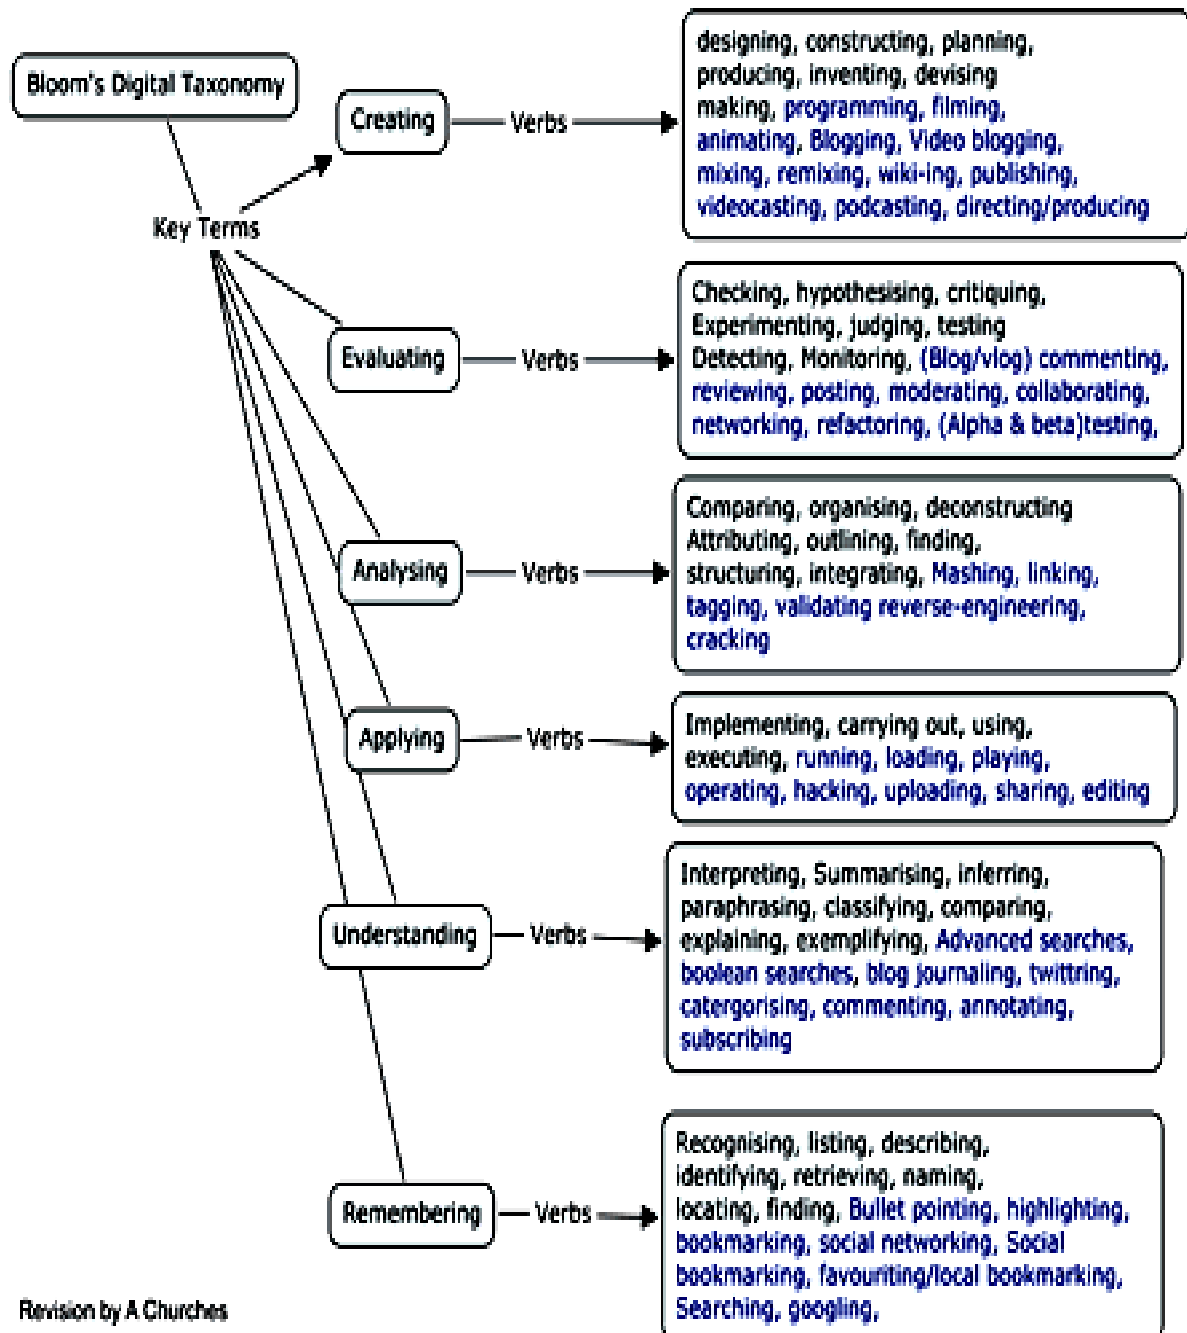 Bloom's Digital Taxonomy
Key Terms
Creating
Verbs
designing, constructing, planning,
producing, inventing, devising
making, programming, filming,
animating, Blogging, Video blogging,
mixing, remixing, wiki-ing, publishing,
videocasting, podcasting, directing/producing
Evaluating
Verbs
Checking, hypothesising, critiquing,
Experimenting, judging, testing
Detecting, Monitoring, (Blog/vlog) commenting,
reviewing, posting, moderating, collaborating,
networking, refactoring, (Alpha & beta)testing,
Analysing
Verbs
Comparing, organising, deconstructing
Attributing, outlining, finding,
structuring, integrating, Mashing, linking,
tagging, validating reverse-engineering,
cracking
Applying
Verbs
Implementing, carrying out, using,
executing, running, loading, playing,
operating, hacking, uploading, sharing, editing
Understanding
Verbs
Interpreting, Summarising, inferring,
paraphrasing, classifying, comparing,
explaining, exemplifying, Advanced searches,
boolean searches, blog journaling, twittring,
catergorising, commenting, annotating,
subscribing
Remembering
Verbs
Recognising, listing, describing,
identifying, retrieving, naming,
locating, finding, Bullet pointing, highlighting,
bookmarking, social networking, Social
bookmarking, favouriting/local bookmarking,
Searching, googling,
Revision by A Churches